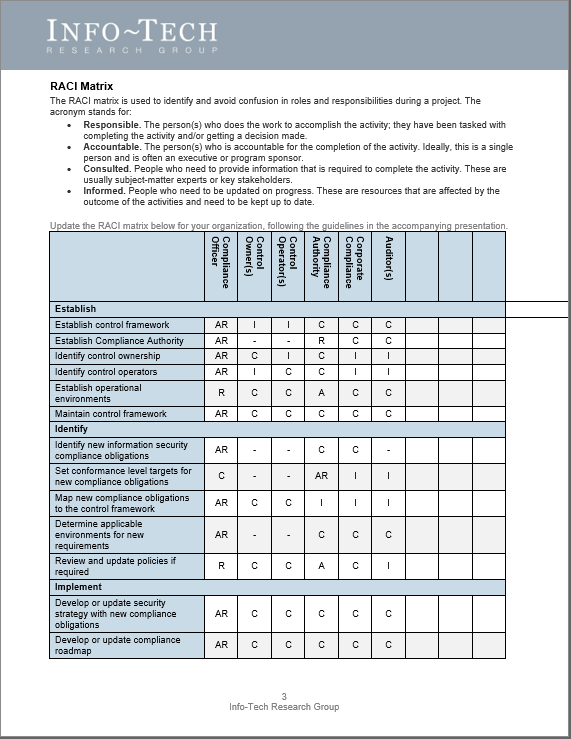 INFO~TECH
RESEARCH GROUP
RACI Matrix
The RACI matrix is used to identify and avoid confusion in roles and responsibilities during a project. The
acronym stands for:
• Responsible. The person(s) who does the work to accomplish the activity; they have been tasked with
completing the activity and/or getting a decision made.
• Accountable. The person(s) who is accountable for the completion of the activity. Ideally, this is a single
person and is often an executive or program sponsor.
• Consulted. People who need to provide information that is required to complete the activity. These are
usually subject-matter experts or key stakeholders.
• Informed. People who need to be updated on progress. These are resources that are affected by the
outcome of the activities and need to be kept up to date.
Update the RACI matrix below for your organization, following the guidelines in the accompanying presentation.
Compliance
Officer
Control
Owner(s)
Control
Operator(s)
Compliance
Authority
Corporate
Compliance
Auditor(s)
Establish
Establish control framework AR I I C C C
Establish Compliance Authority AR - - R C C
Identify control ownership AR C I C I I
Identify control operators AR I C C I I
Establish operational
environments R C C A C C
Maintain control framework AR C C C C C
Identify
Identify new information security
compliance obligations AR - - C C -
Set conformance level targets for
new compliance obligations C - - AR I I
Map new compliance obligations
to the control framework AR C C I I I
Determine applicable
environments for new
requirements AR - - C C C
Review and update policies if
required R C C A C I
Implement
Develop or update security
strategy with new compliance
obligations AR C C C C C
Develop or update compliance
roadmap AR C C C C C
3
Info-Tech Research Group